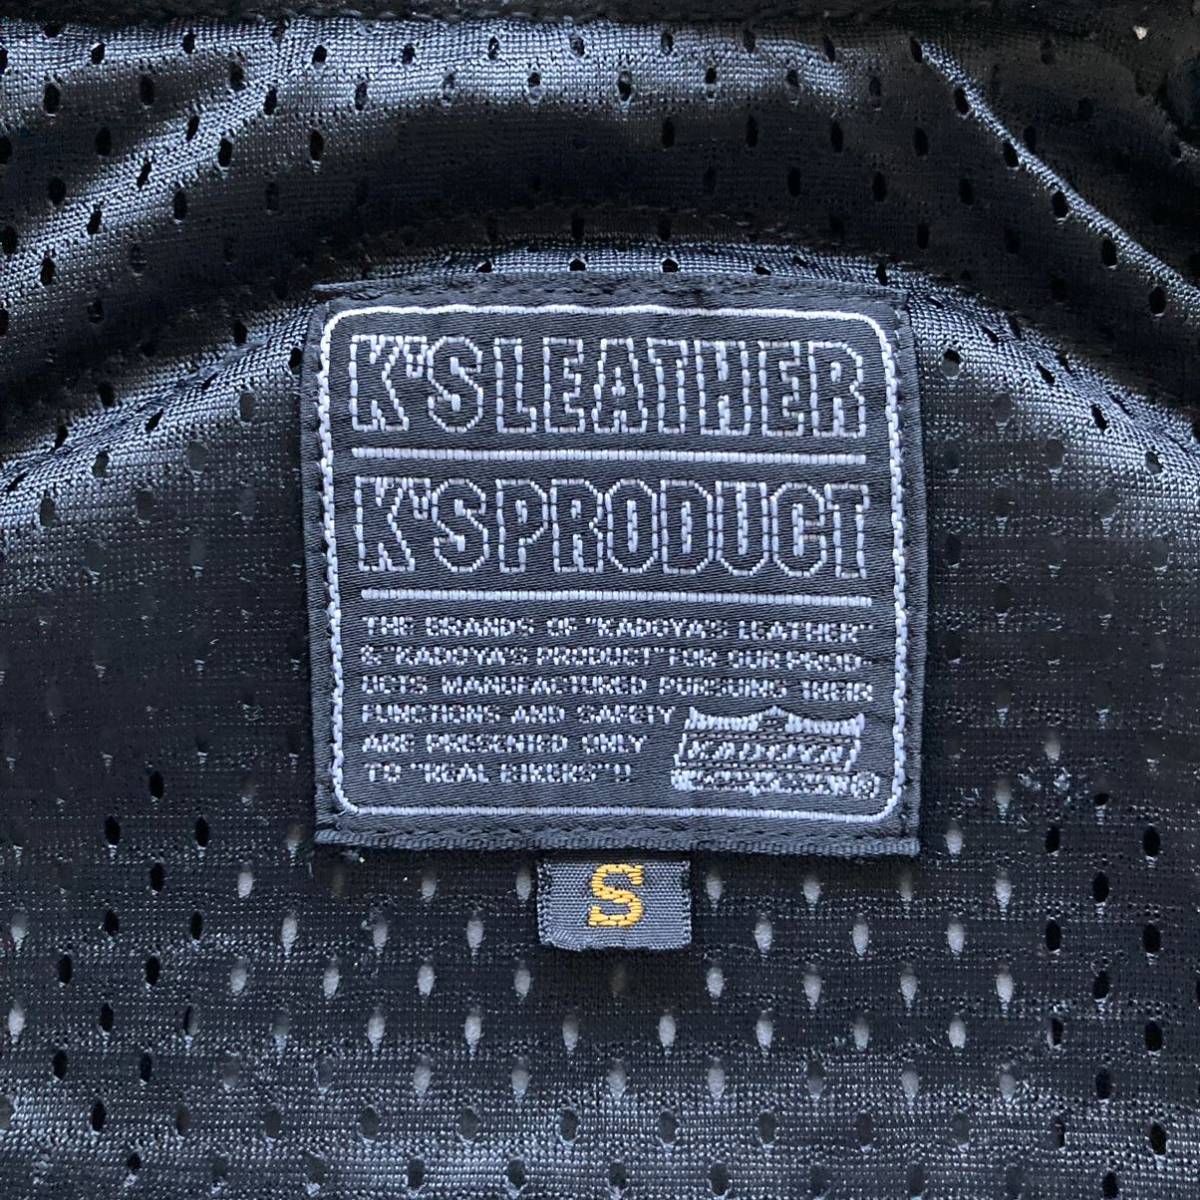 K'S LEATHER
K'S PRODUCT
THE BRANDS OF "KADOYA'S LEATHER"
& "KADOYA'S PRODUCT" FOR OUR PROD-
UCTS MANUFACTURED PURSUING THEIR
FUNCTIONS AND SAFETY
ARE PRESENTED ONLY
TO "REAL BIKERS"!!
KADOYA
®
S